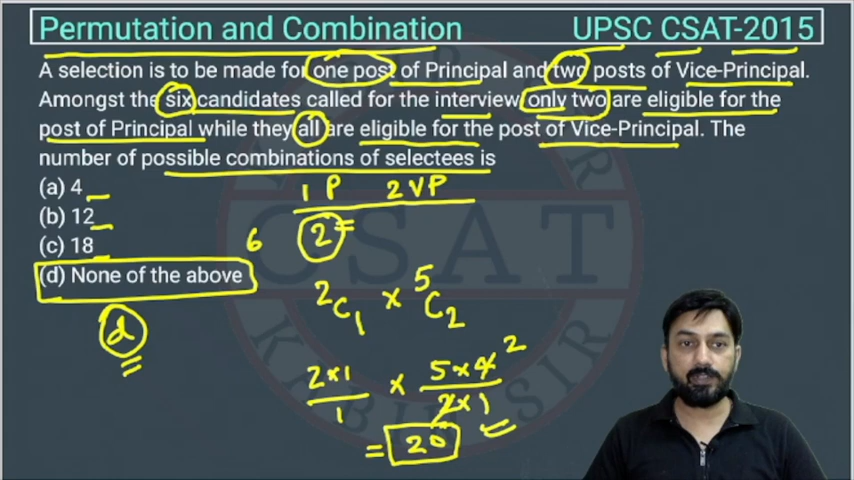 Permutation and Combination UPSC CSAT-2015
A selection is to be made for one post of Principal and two posts of Vice-Principal.
Amongst the six candidates called for the interview only two are eligible for the
post of Principal while they all are eligible for the post of Vice-Principal. The
number of possible combinations of selectees is
(a) 4
(b) 12
(c) 18
(d) None of the above
1 P 2 VP
6 2
²C₁ × ⁵C₂
d
2×1/1 × 5×4/2×1 2
= 20
CSAT
KABIR SIR